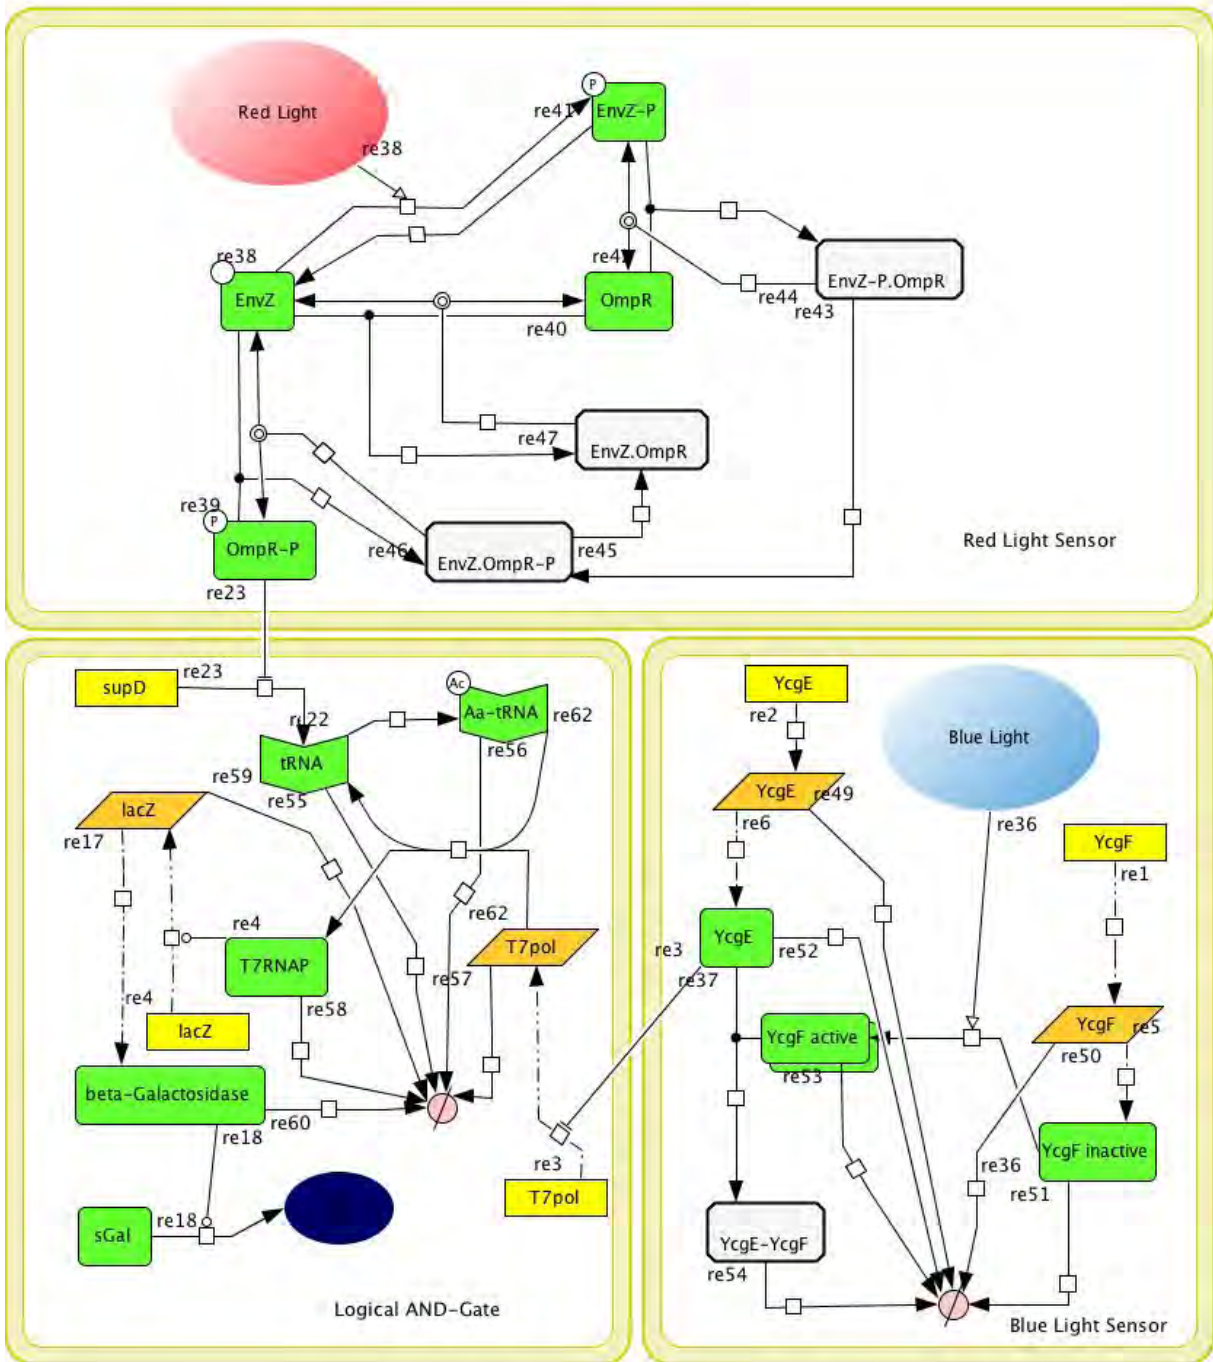 P
Red Light
re41
EnvZ-P
re38
re38
EnvZ
OmpR
re40
re44
re43
EnvZ-P.OmpR
re47
EnvZ.OmpR
re39
P
OmpR-P
re46
EnvZ.OmpR-P
re45
Red Light Sensor
re23
supD
re23
Ac
Aa-tRNA
re62
re22
re56
tRNA
re59
re55
lacZ
re17
re4
T7RNAP
re62
T7pol
re57
re58
re4
lacZ
beta-Galactosidase
re60
re18
re3
T7pol
sGal
re18
Logical AND-Gate
YcgE
re2
Blue Light
YcgE
re49
re6
re36
YcgF
re1
YcgE
re3
re52
re37
YcgF active
re53
YcgF
re5
re50
YcgF inactive
re36
re51
YcgE-YcgF
re54
Blue Light Sensor